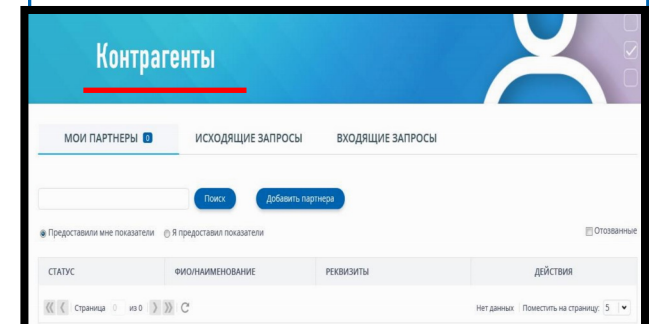 Контрагенты
МОИ ПАРТНЕРЫ 0 ИСХОДЯЩИЕ ЗАПРОСЫ ВХОДЯЩИЕ ЗАПРОСЫ
Поиск Добавить партнера
Предоставили мне показатели Я предоставил показатели Отозванные
СТАТУС ФИО/НАИМЕНОВАНИЕ РЕКВИЗИТЫ ДЕЙСТВИЯ
Страница 0 из 0 Нет данных Поместить на страницу: 5